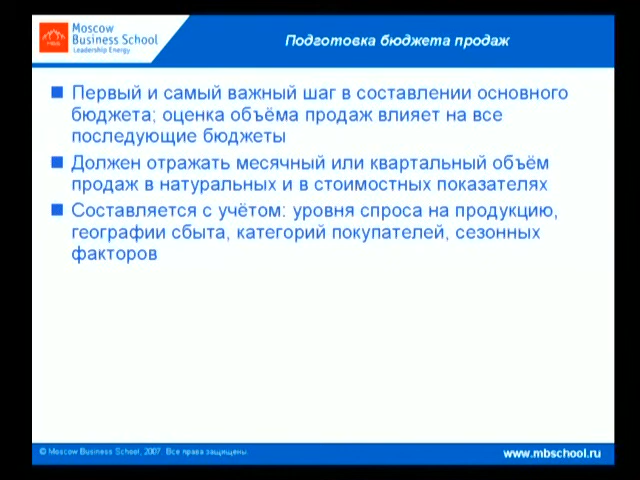 Moscow
Business School
Leadership Energy
Подготовка бюджета продаж
Первый и самый важный шаг в составлении основного
бюджета; оценка объёма продаж влияет на все
последующие бюджеты
Должен отражать месячный или квартальный объём
продаж в натуральных и в стоимостных показателях
Составляется с учётом: уровня спроса на продукцию,
географии сбыта, категорий покупателей, сезонных
факторов
© Moscow Business School, 2007. Все права защищены.
www.mbschool.ru